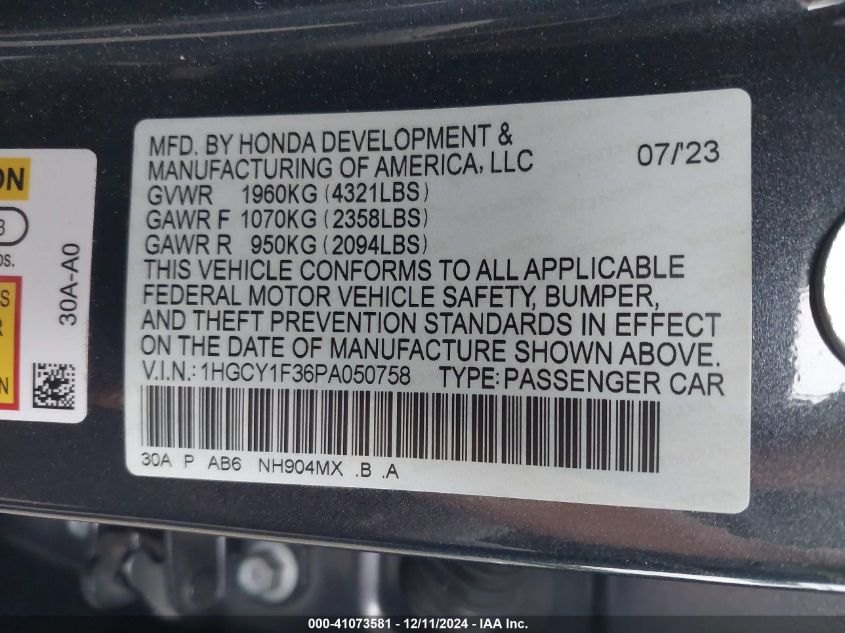 MFD. BY HONDA DEVELOPMENT &
MANUFACTURING OF AMERICA, LLC 07/'23
GVWR 1960KG (4321LBS)
GAWR F 1070KG (2358LBS)
GAWR R 950KG (2094LBS)
THIS VEHICLE CONFORMS TO ALL APPLICABLE
FEDERAL MOTOR VEHICLE SAFETY, BUMPER,
AND THEFT PREVENTION STANDARDS IN EFFECT
ON THE DATE OF MANUFACTURE SHOWN ABOVE.
V.I.N.: 1HGCY1F36PA050758 TYPE: PASSENGER CAR
30A P AB6 NH904MX .B .A
30A-A0
000-41073581 - 12/11/2024 - IAA Inc.